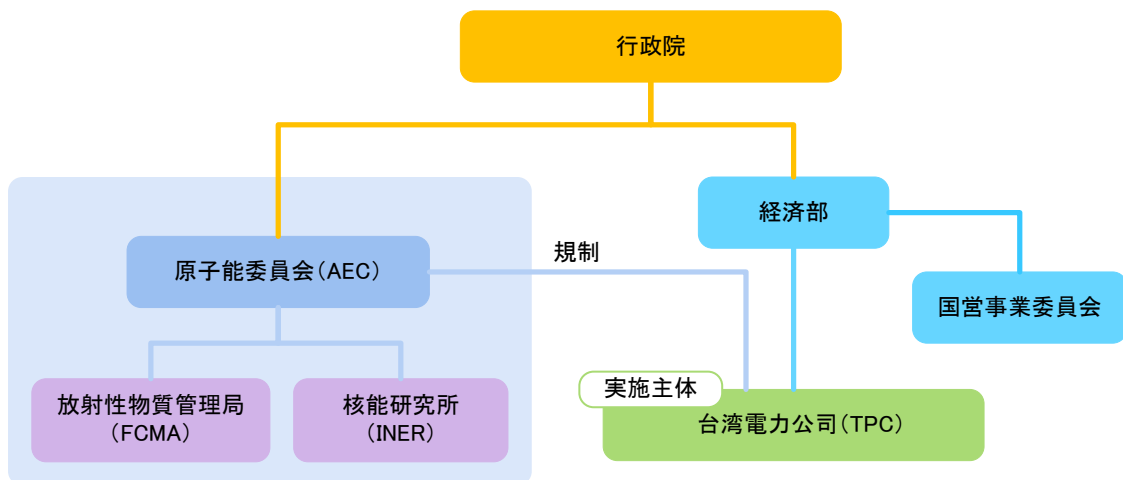 行政院
経済部
原子能委員会(AEC)
規制
国営事業委員会
放射性物質管理局
(FCMA)
核能研究所
(INER)
実施主体
台湾電力公司(TPC)